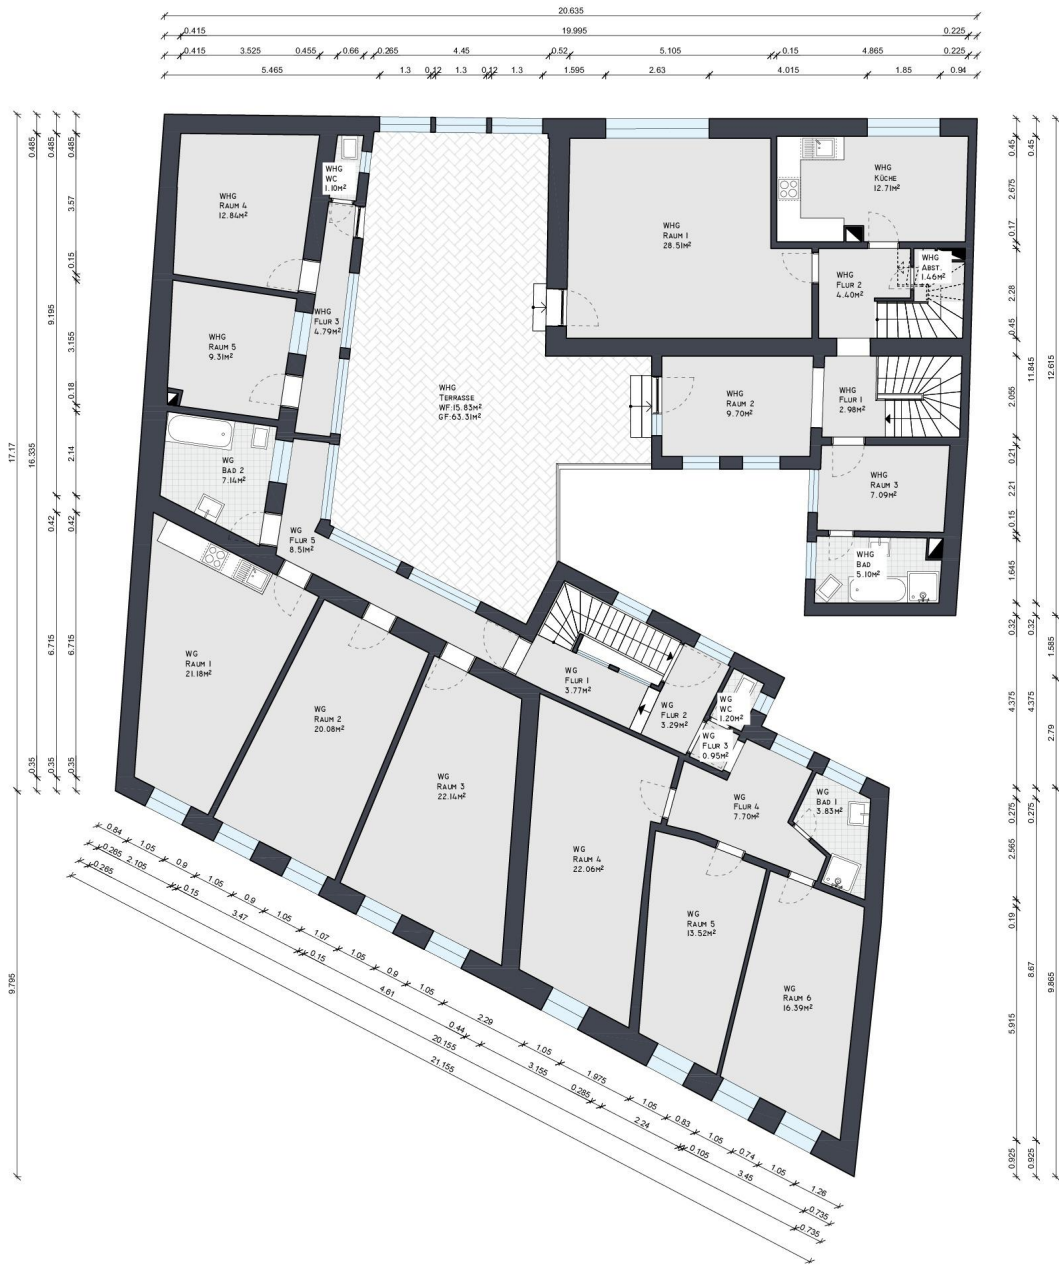 20.635
0.415 19.995 0.225
0.415 3.525 0.455 0.66 0.265 4.45 0.52 5.105 0.15 4.865 0.225
5.465 1.3 0.12 1.3 0.12 1.3 1.595 2.63 4.015 1.85 0.94
17.17
9.795
0.485
16.335
0.35
0.485
9.195
0.42
6.715
0.35
0.485
3.57
0.15
3.155
0.18
2.14
0.42
6.715
0.35
WHG
RAUM 4
12.84m²
WHG
WC
1.10m²
WHG
RAUM 1
28.51m²
WHG
KÜCHE
12.71m²
WHG
FLUR 2
4.40m²
WHG
ABST.
1.46m²
WHG
FLUR 3
4.79m²
WHG
RAUM 5
9.31m²
WHG
TERRASSE
WF:15.83m²
GF:63.31m²
WHG
RAUM 2
9.70m²
WHG
FLUR 1
2.98m²
WG
BAD 2
7.14m²
WHG
RAUM 3
7.09m²
WG
FLUR 5
8.51m²
WHG
BAD
5.10m²
WG
RAUM 1
21.18m²
WG
RAUM 2
20.08m²
WG
RAUM 3
22.14m²
WG
FLUR 1
3.77m²
WG
FLUR 2
3.29m²
WG
WC
1.20m²
WG
FLUR 3
0.95m²
WG
FLUR 4
7.70m²
WG
BAD 1
3.83m²
WG
RAUM 4
22.06m²
WG
RAUM 5
13.52m²
WG
RAUM 6
16.39m²
0.45
2.675
0.17
2.28
0.45
2.055
0.21
2.21
0.15
1.645
0.32
4.375
0.275
2.565
0.19
5.915
0.925
0.45
11.845
0.32
4.375
0.275
8.67
0.925
12.615
1.585
2.79
9.865
0.84 1.05 0.9 1.05 0.9 1.05 1.07 1.05 0.9 1.05 2.29 1.05 1.975 1.05 0.83 1.05 0.74 1.05 1.26
0.265 2.105 0.15 3.47 0.15 4.61 0.44 3.155 0.285 2.24 0.105 3.45 0.735
0.265 20.155 0.735
21.155